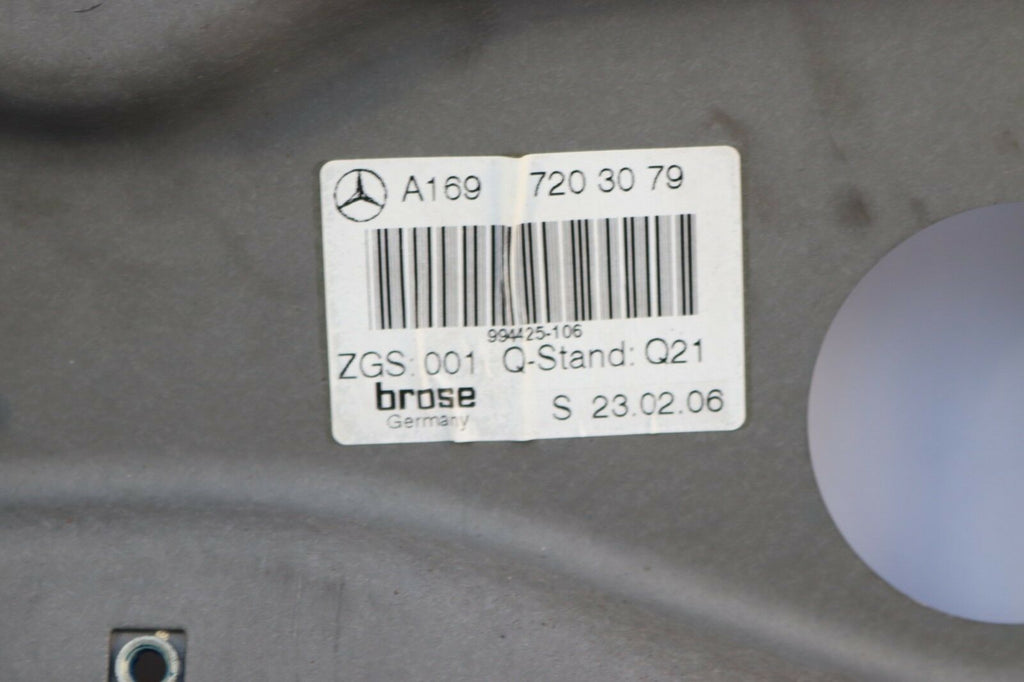 A169 720 30 79
994425-106
ZGS: 001 Q-Stand: Q21
brose
Germany
S 23.02.06